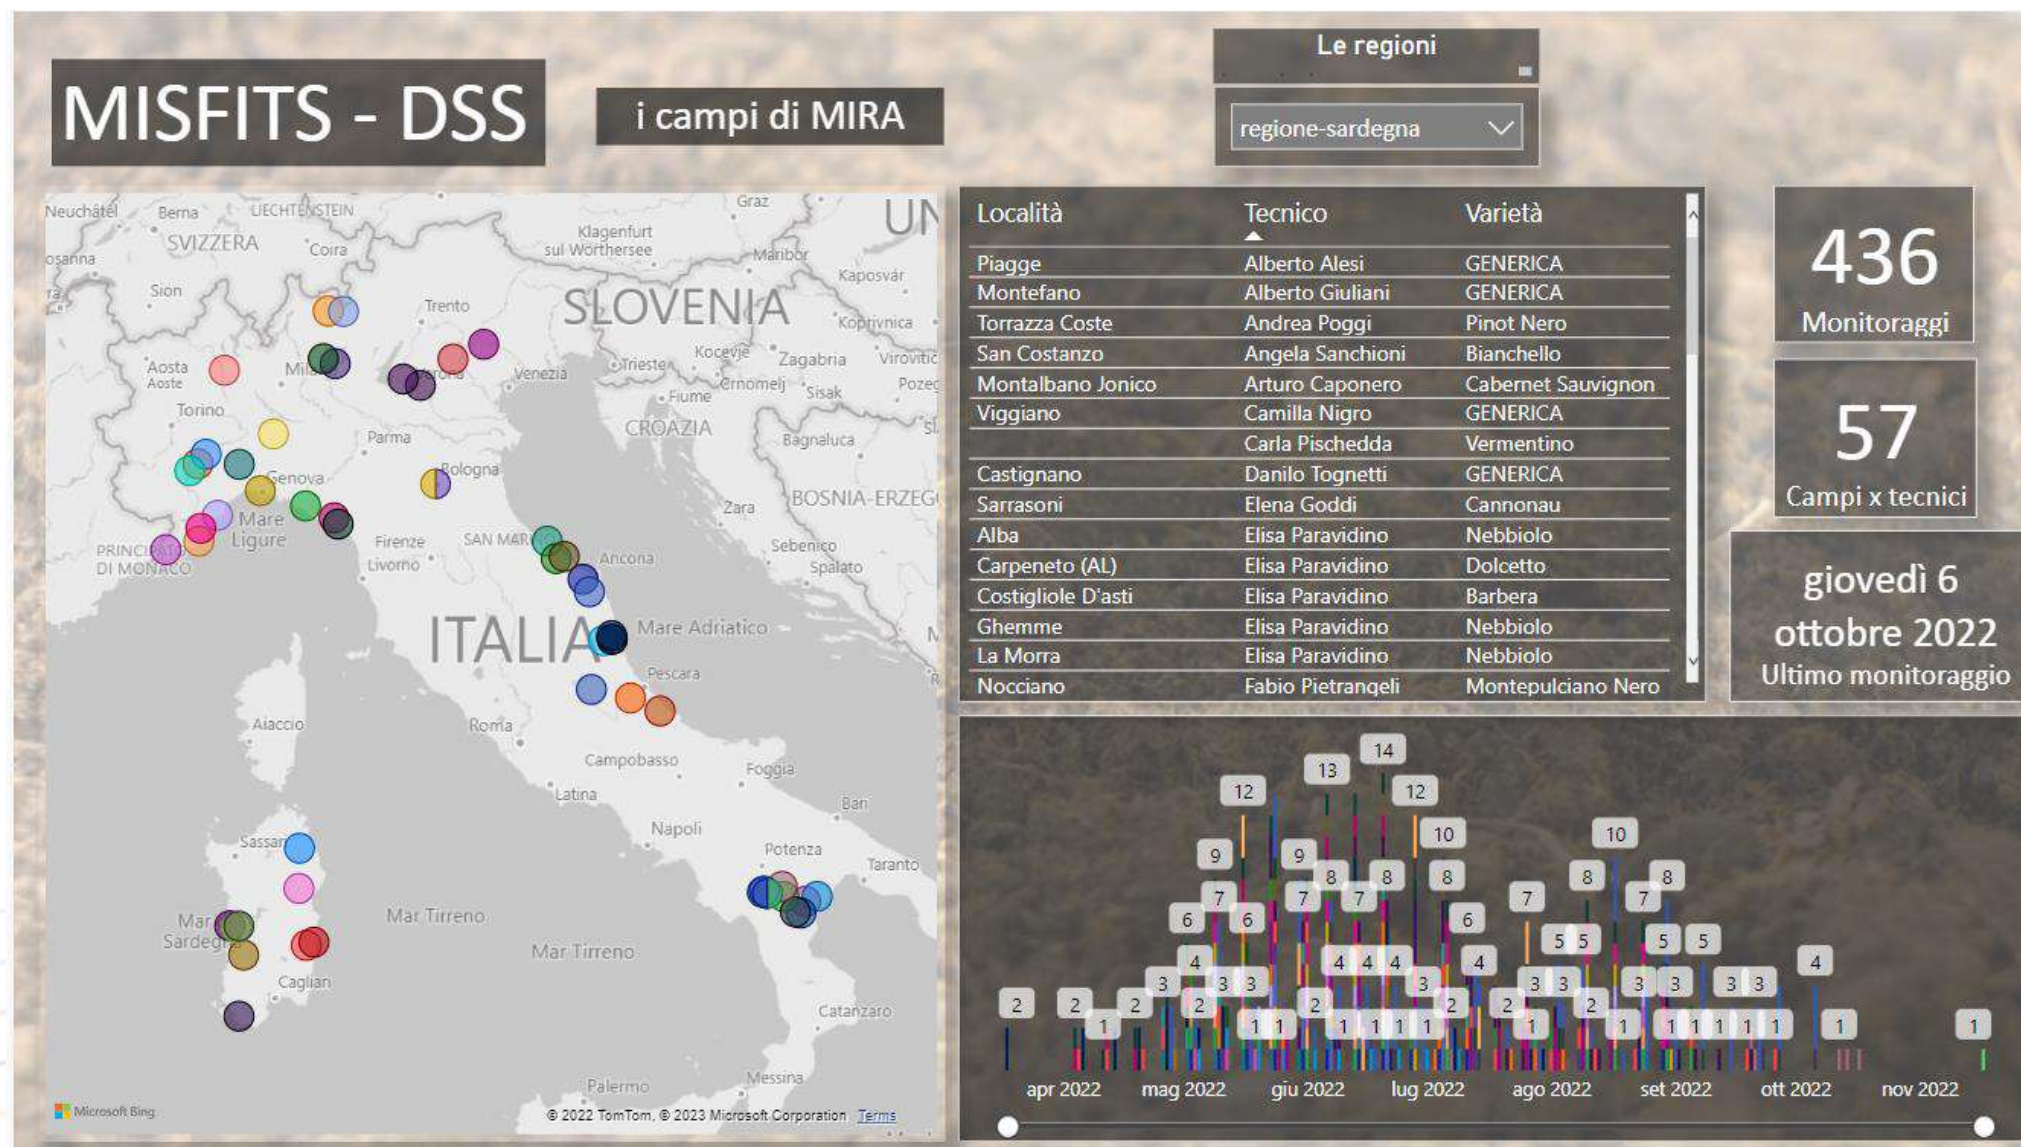 MISFITS - DSS
i campi di MIRA
Le regioni
regione-sardegna
Neuchâtel
Berna
LIECHTENSTEIN
Graz
UN
SVIZZERA
Coira
Klagenfurt
sul Wörthersee
Maribor
osanna
Kaposvár
Sion
Trento
SLOVENIA
Koprivnica
Aosta
Aoste
Venezia
Trieste
Kocevje
Zagabria
Crnomelj
Sisak
Fiume
Torino
Parma
CROAZIA
Bagnaluca
Bologna
Genova
BOSNIA-ERZEG
Zara
Mare
Ligure
PRINCIPATO
DI MONACO
Firenze
Livorno
SAN MAR
Ancona
Sebenico
Spalato
ITALIA
Mare Adriatico
Pescara
Aiaccio
Roma
Campobasso
Foggia
Latina
Bari
Napoli
Sassar
Potenza
Taranto
Mar
Sardegn
Mar Tirreno
Mar Tirreno
Cagliari
Catanzaro
Palermo
Messina
Microsoft Bing
© 2022 TomTom, © 2023 Microsoft Corporation Terms
Località Tecnico Varietà
Piagge Alberto Alesi GENERICA
Montefano Alberto Giuliani GENERICA
Torrazza Coste Andrea Poggi Pinot Nero
San Costanzo Angela Sanchioni Bianchello
Montalbano Jonico Arturo Caponero Cabernet Sauvignon
Viggiano Camilla Nigro GENERICA
Carla Pischedda Vermentino
Castignano Danilo Tognetti GENERICA
Sarrasoni Elena Goddi Cannonau
Alba Elisa Paravidino Nebbiolo
Carpeneto (AL) Elisa Paravidino Dolcetto
Costigliole D'asti Elisa Paravidino Barbera
Ghemme Elisa Paravidino Nebbiolo
La Morra Elisa Paravidino Nebbiolo
Nocciano Fabio Pietrangeli Montepulciano Nero
436
Monitoraggi
57
Campi x tecnici
giovedì 6
ottobre 2022
Ultimo monitoraggio
14
13
12 12
10 10
9 9
8 8 8 8 8
7 7 7 7 7
6 6 6
5 5 5 5
4 4 4 4 4 4
3 3 3 3 3 3 3 3 3 3
2 2 2 2 2 2 2 2
1 1 1 1 1 1 1 1 1 1 1 1 1 1 1 1
apr 2022 mag 2022 giu 2022 lug 2022 ago 2022 set 2022 ott 2022 nov 2022